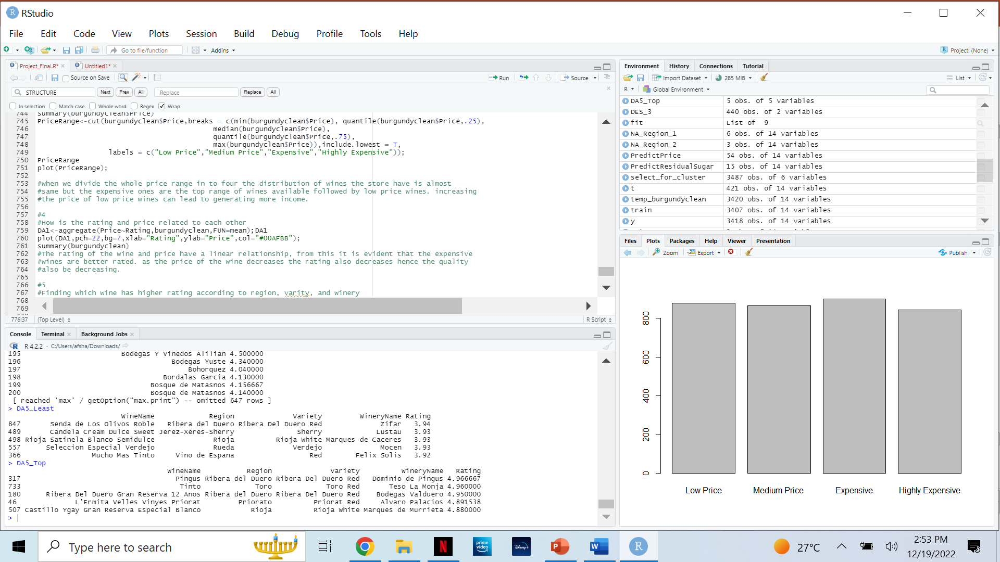 RStudio
File Edit Code View Plots Session Build Debug Profile Tools Help
Go to file/function Addins Project: (None)
Project_Final.R* Untitled1*
Source on Save Run Source
STRUCTURE Next Prev All Replace Replace All
In selection Match case Whole word Regex Wrap
744 summary(burgundyclean$Price)
745 PriceRange<-cut(burgundyclean$Price,breaks = c(min(burgundyclean$Price), quantile(burgundyclean$Price,.25),
746 median(burgundyclean$Price),
747 quantile(burgundyclean$Price,.75),
748 max(burgundyclean$Price)),include.lowest = T,
749 labels = c("Low Price","Medium Price","Expensive","Highly Expensive"));
750 PriceRange
751 plot(PriceRange);
752
753 #when we divide the whole price range in to four the distribution of wines the store have is almost
754 #same but the expensive ones are the top range of wines available followed by low price wines. increasing
755 #the price of low price wines can lead to generating more income.
756
757 #4
758 #How is the rating and price related to each other
759 DA1<-aggregate(Price~Rating,burgundyclean,FUN=mean);DA1
760 plot(DA1,pch=22,bg=7,xlab="Rating",ylab="Price",col="#00AFBB");
761 summary(burgundyclean)
762 #The rating of the wine and price have a linear relationship, from this it is evident that the expensive
763 #wines are better rated. as the price of the wine decreases the rating also decreases hence the quality
764 #also be decreasing.
765
766 #5
767 #Finding which wine has higher rating according to region, varity, and winery
768
769
776:37 (Top Level) R Script
Console Terminal Background Jobs
R 4.2.2 · C:/Users/afsha/Downloads/
195 Bodegas Y Vinedos Alilian 4.500000
196 Bodegas Yuste 4.340000
197 Bohorquez 4.040000
198 Bordalas Garcia 4.130000
199 Bosque de Matasnos 4.156667
200 Bosque de Matasnos 4.140000
[ reached 'max' / getOption("max.print") -- omitted 647 rows ]
> DA5_Least
WineName Region Variety WineryName Rating
847 Senda de Los Olivos Roble Ribera del Duero Ribera Del Duero Red Zifar 3.94
489 Candela Cream Dulce Sweet Jerez-Xeres-Sherry Sherry Lustau 3.93
498 Rioja Satinela Blanco Semidulce Rioja Rioja White Marques de Caceres 3.93
557 Seleccion Especial Verdejo Rueda Verdejo Mocen 3.93
366 Mucho Mas Tinto Vino de Espana Red Felix Solis 3.92
> DA5_Top
WineName Region Variety WineryName Rating
317 Pingus Ribera del Duero Ribera Del Duero Red Dominio de Pingus 4.966667
733 Tinto Toro Toro Red Teso La Monja 4.960000
180 Ribera Del Duero Gran Reserva 12 Anos Ribera del Duero Ribera Del Duero Red Bodegas Valduero 4.950000
46 L'Ermita Velles Vinyes Priorat Priorato Priorat Red Alvaro Palacios 4.891538
507 Castillo Ygay Gran Reserva Especial Blanco Rioja Rioja White Marques de Murrieta 4.880000
>
Environment History Connections Tutorial
Import Dataset 285 MiB List
R Global Environment
DA5_Top 5 obs. of 5 variables
DES_3 440 obs. of 2 variables
fit List of 9
NA_Region_1 6 obs. of 14 variables
NA_Region_2 3 obs. of 14 variables
PredictPrice 54 obs. of 14 variables
PredictResidualSugar 15 obs. of 14 variables
select_for_cluster 3487 obs. of 6 variables
t 421 obs. of 14 variables
temp_burgundyclean 3420 obs. of 14 variables
train 3407 obs. of 14 variables
y 3418 obs. of 14 variables
Files Plots Packages Help Viewer Presentation
Zoom Export Publish
800
600
400
200
0
Low Price Medium Price Expensive Highly Expensive
Type here to search
prime video
Disney+
27°C
2:53 PM
12/19/2022